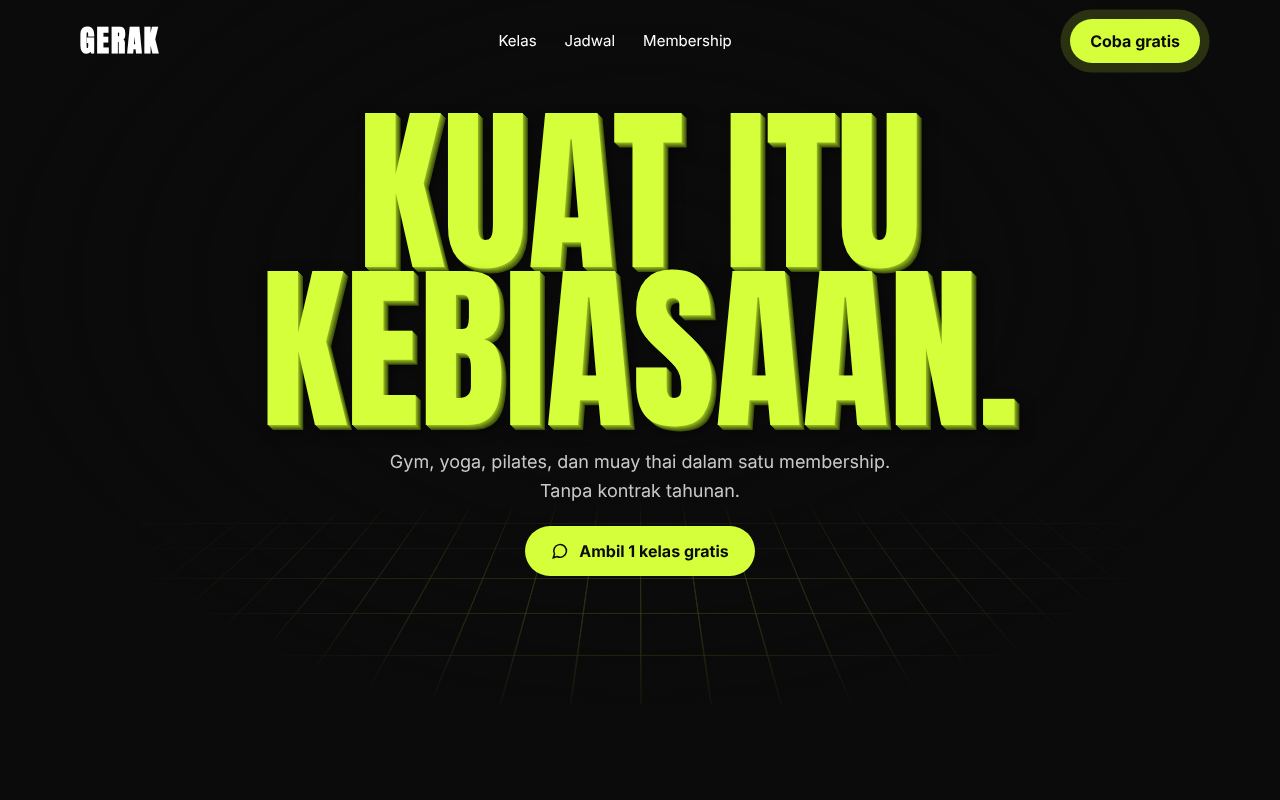 GERAK
Kelas Jadwal Membership
Coba gratis
KUAT ITU
KEBIASAAN.
Gym, yoga, pilates, dan muay thai dalam satu membership.
Tanpa kontrak tahunan.
Ambil 1 kelas gratis